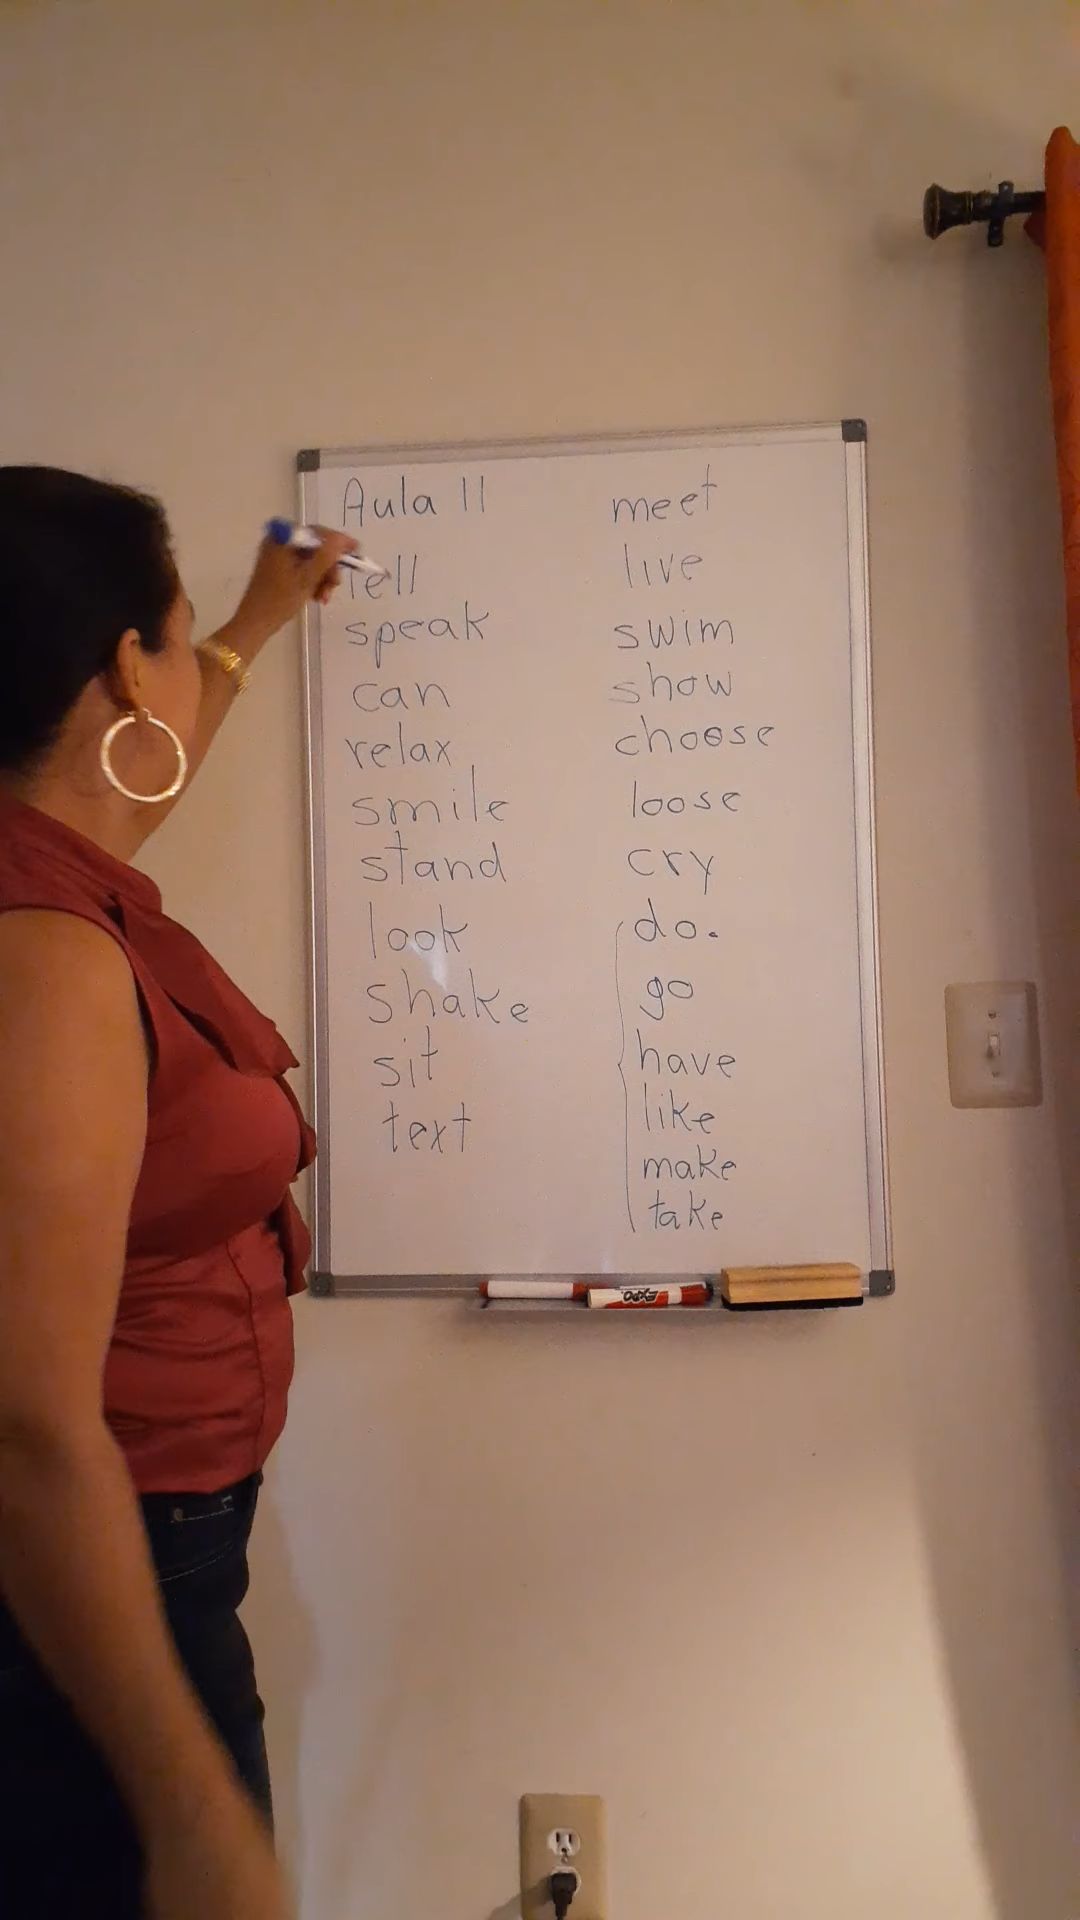 Aula 11
tell
speak
can
relax
smile
stand
look
shake
sit
text
meet
live
swim
show
choose
loose
cry
do.
go
have
like
make
take
EXPO